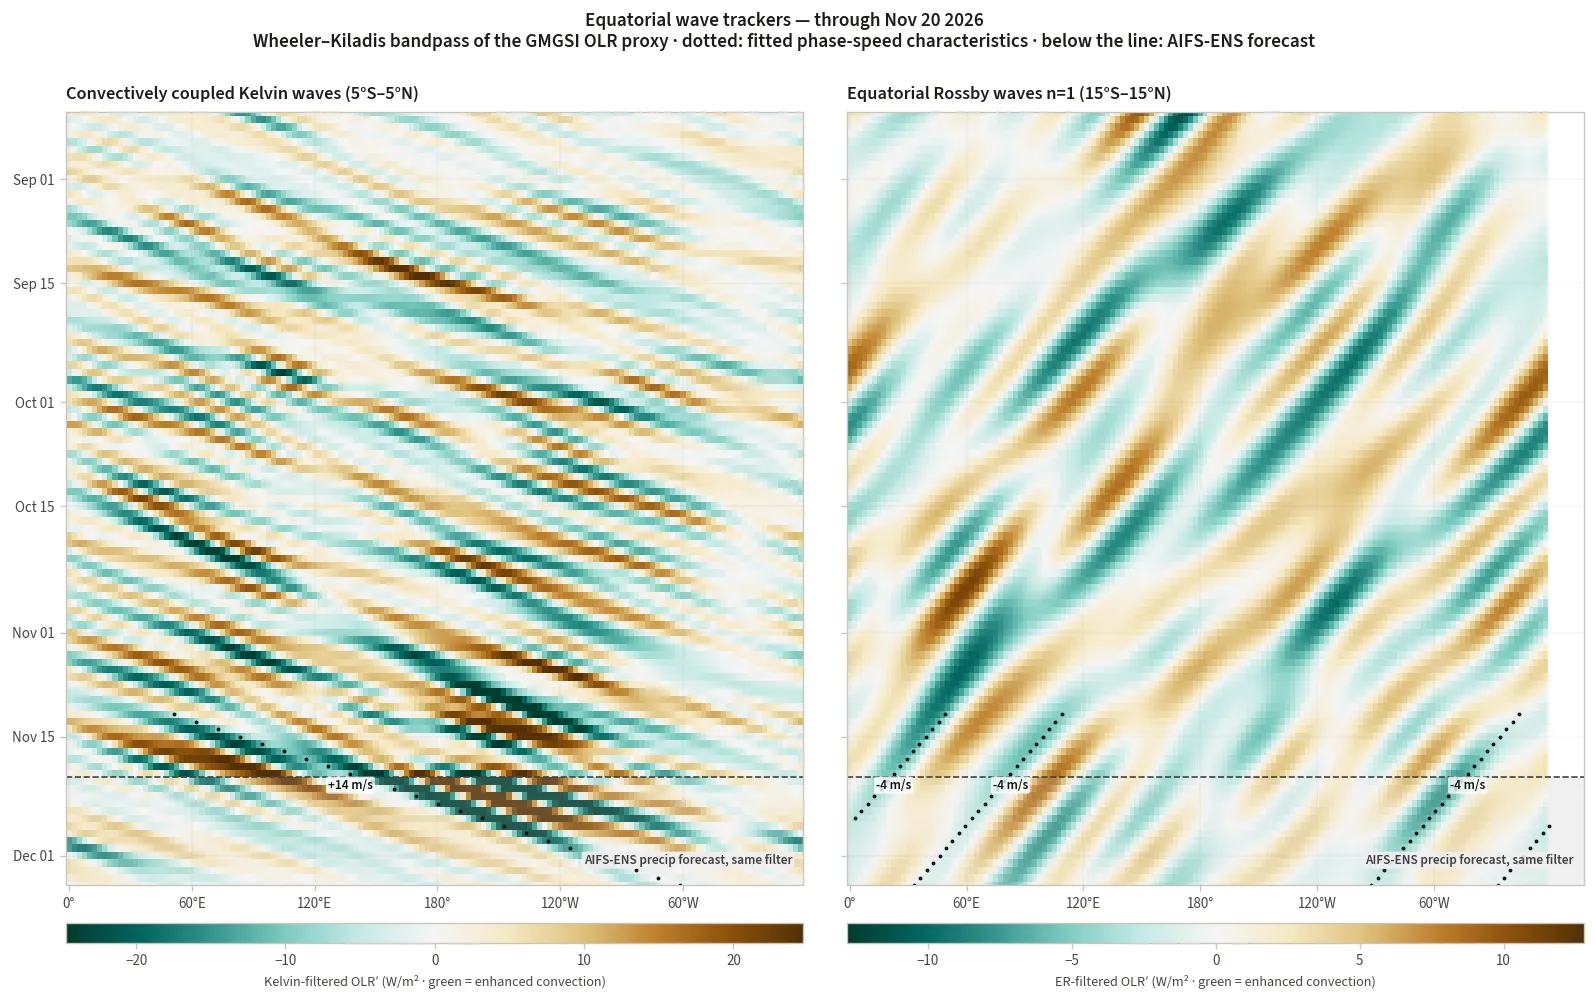 Equatorial wave trackers — through Nov 20 2026
Wheeler–Kiladis bandpass of the GMGSI OLR proxy · dotted: fitted phase-speed characteristics · below the line: AIFS-ENS forecast
Convectively coupled Kelvin waves (5°S–5°N)
Sep 01
Sep 15
Oct 01
Oct 15
Nov 01
Nov 15
Dec 01
+14 m/s
AIFS-ENS precip forecast, same filter
0°
60°E
120°E
180°
120°W
60°W
−20
−10
0
10
20
Kelvin-filtered OLR′ (W/m² · green = enhanced convection)
Equatorial Rossby waves n=1 (15°S–15°N)
-4 m/s
-4 m/s
-4 m/s
AIFS-ENS precip forecast, same filter
0°
60°E
120°E
180°
120°W
60°W
−10
−5
0
5
10
ER-filtered OLR′ (W/m² · green = enhanced convection)